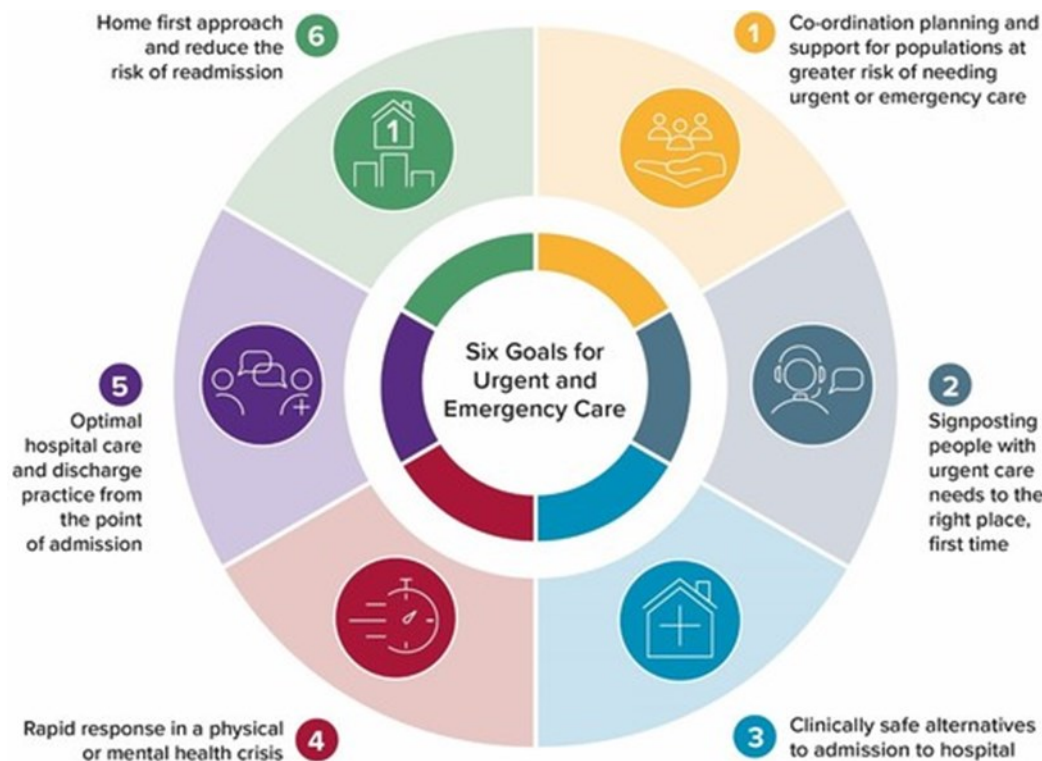 Six Goals for
Urgent and
Emergency Care
1
Co-ordination planning and
support for populations at
greater risk of needing
urgent or emergency care
2
Signposting
people with
urgent care
needs to the
right place,
first time
3
Clinically safe alternatives
to admission to hospital
4
Rapid response in a physical
or mental health crisis
5
Optimal
hospital care
and discharge
practice from
the point
of admission
6
Home first approach
and reduce the
risk of readmission
1